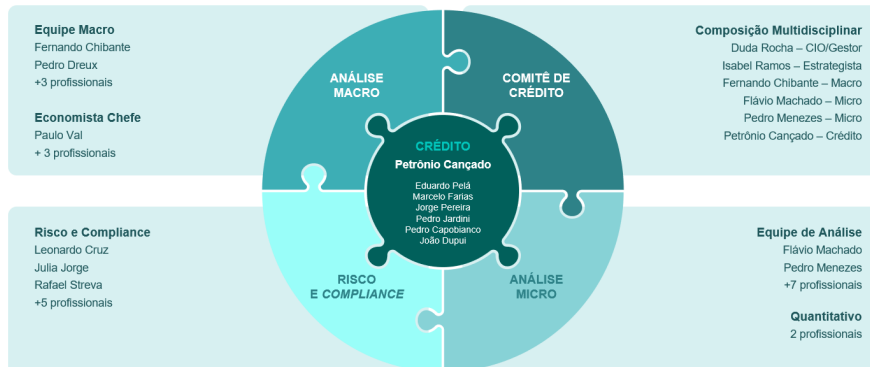 Equipe Macro
Fernando Chibante
Pedro Dreux
+3 profissionais
Economista Chefe
Paulo Val
+ 3 profissionais
ANÁLISE
MACRO
COMITÊ DE
CRÉDITO
Composição Multidisciplinar
Duda Rocha – CIO/Gestor
Isabel Ramos – Estrategista
Fernando Chibante – Macro
Flávio Machado – Micro
Pedro Menezes – Micro
Petrônio Cançado – Crédito
CRÉDITO
Petrônio Cançado
Eduardo Pelá
Marcelo Farias
Jorge Pereira
Pedro Jardini
Pedro Capobianco
João Dupui
Risco e Compliance
Leonardo Cruz
Julia Jorge
Rafael Streva
+5 profissionais
RISCO
E COMPLIANCE
ANÁLISE
MICRO
Equipe de Análise
Flávio Machado
Pedro Menezes
+7 profissionais
Quantitativo
2 profissionais